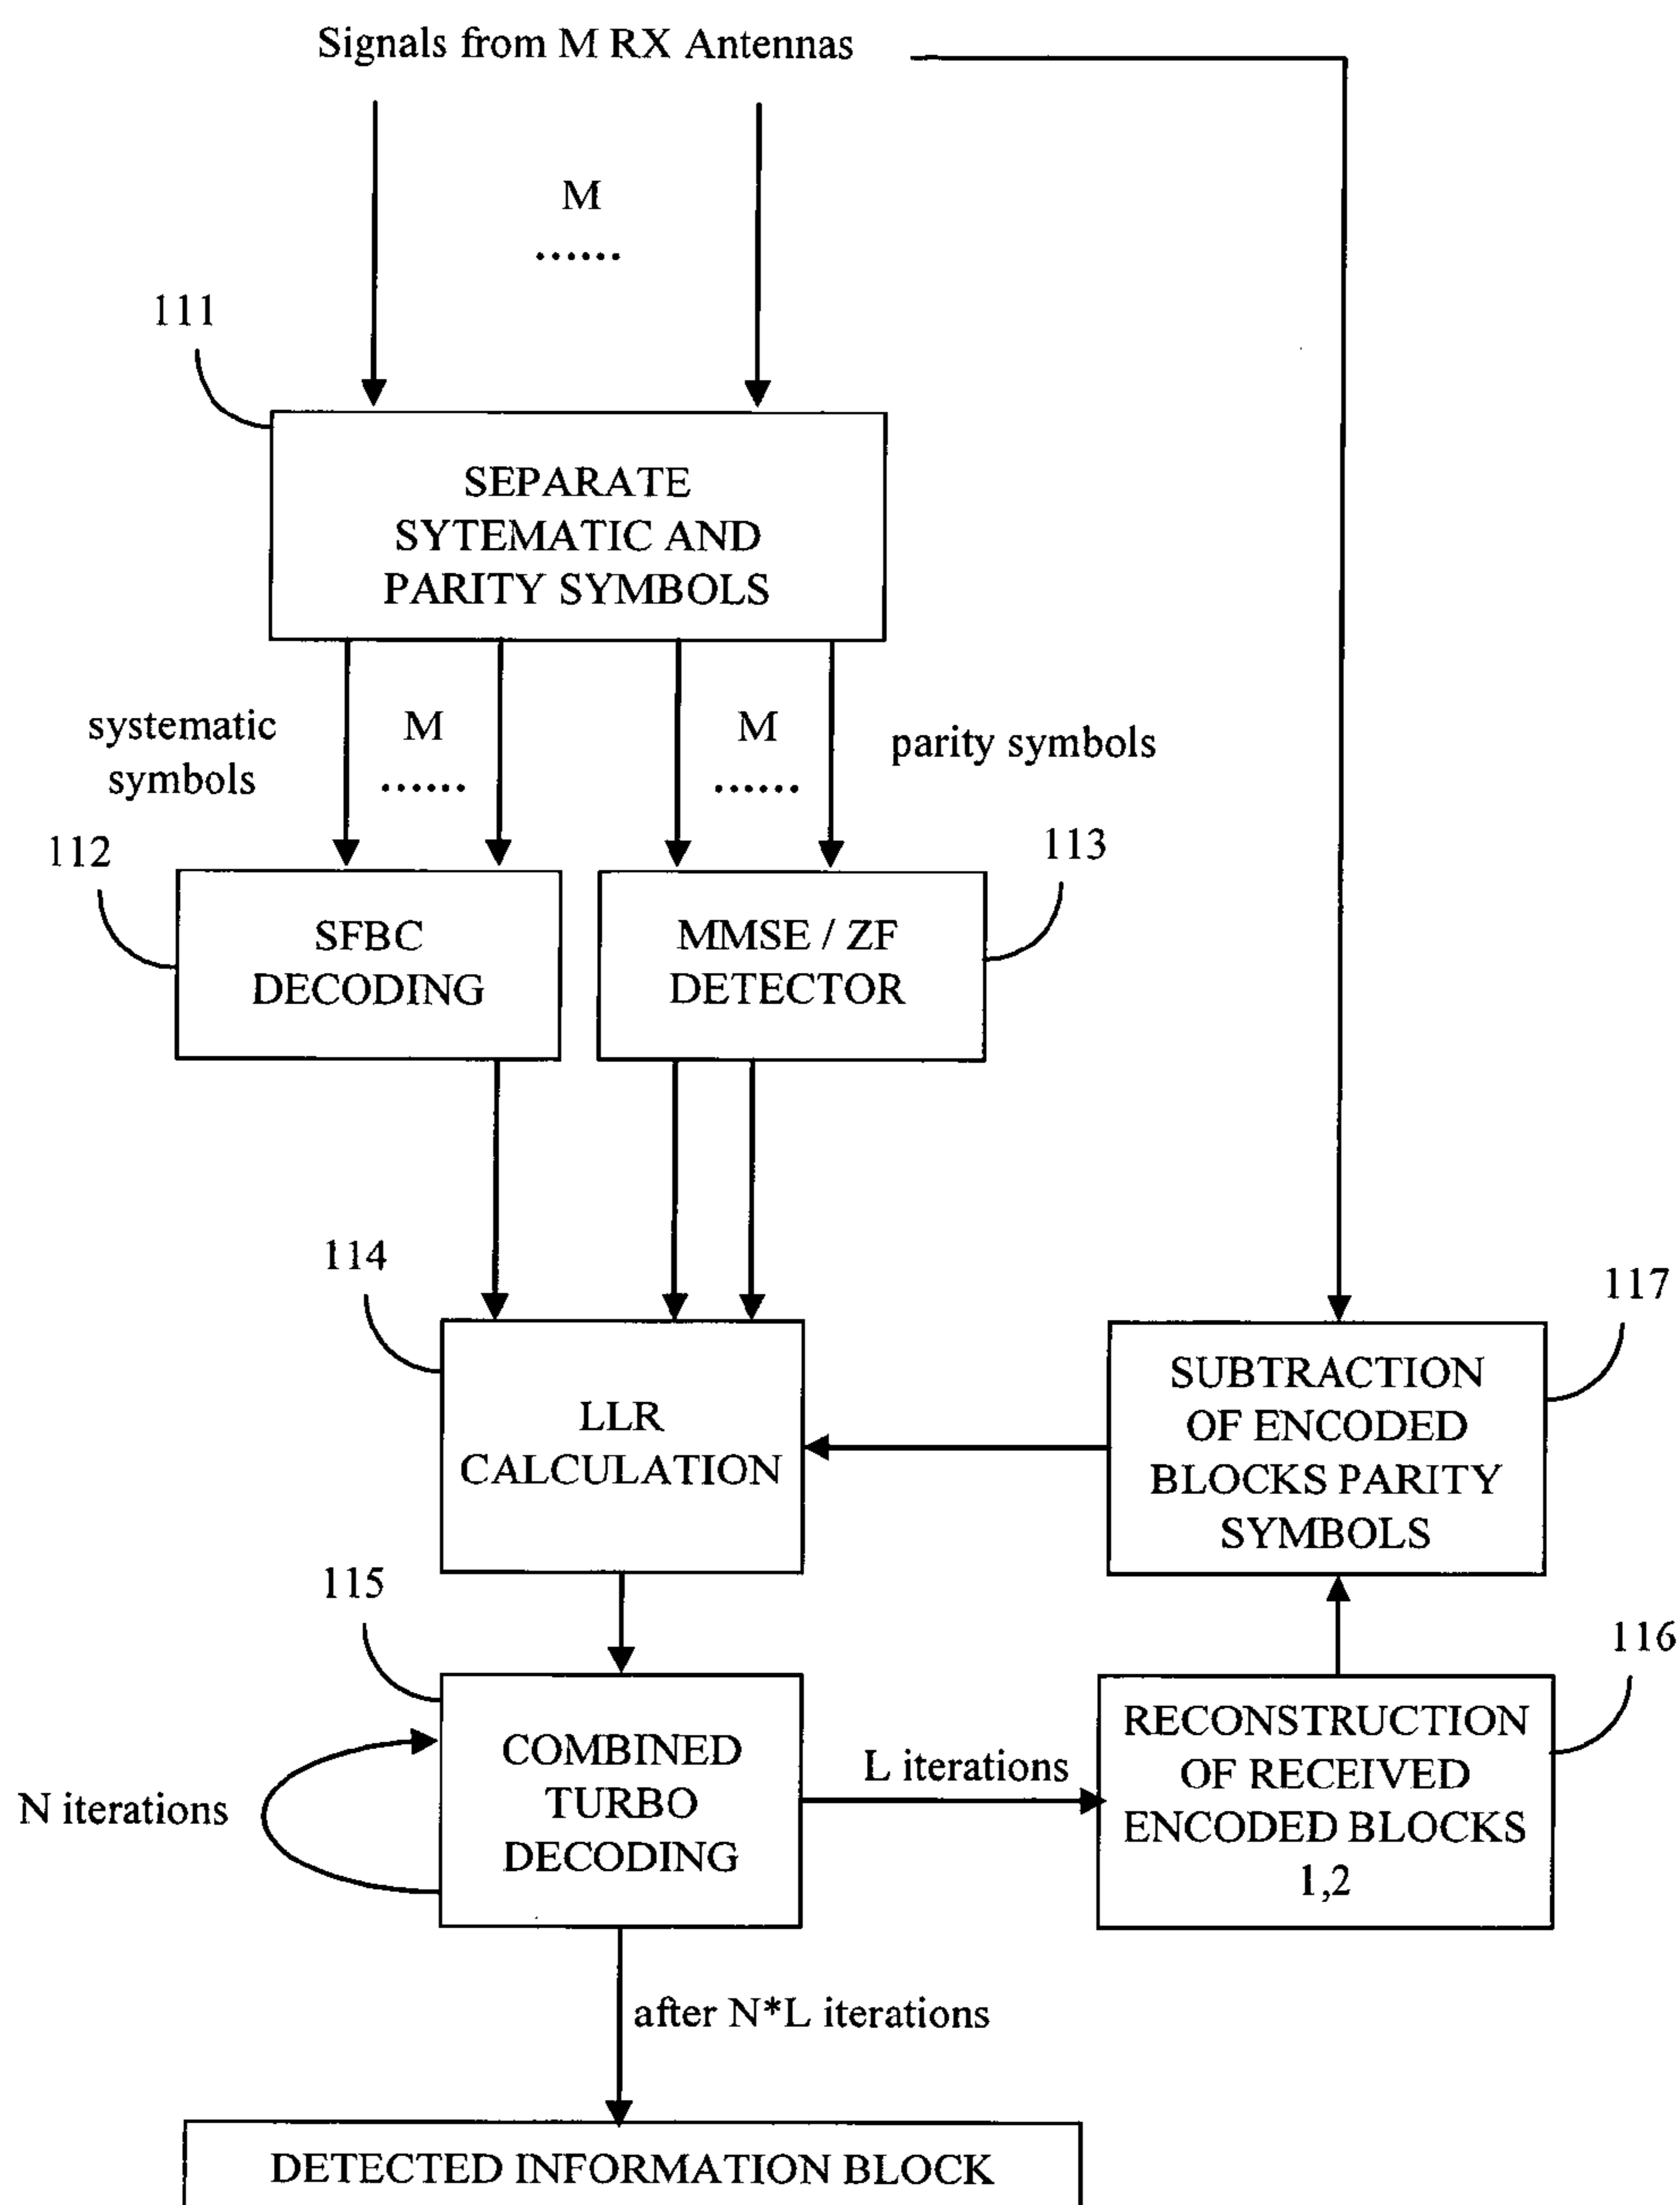 Signals from M RX Antennas
M
......
111
SEPARATE
SYTEMATIC AND
PARITY SYMBOLS
systematic
symbols
M
......
M
......
parity symbols
112
SFBC
DECODING
113
MMSE / ZF
DETECTOR
114
LLR
CALCULATION
117
SUBTRACTION
OF ENCODED
BLOCKS PARITY
SYMBOLS
115
COMBINED
TURBO
DECODING
N iterations
L iterations
116
RECONSTRUCTION
OF RECEIVED
ENCODED BLOCKS
1,2
after N*L iterations
DETECTED INFORMATION BLOCK